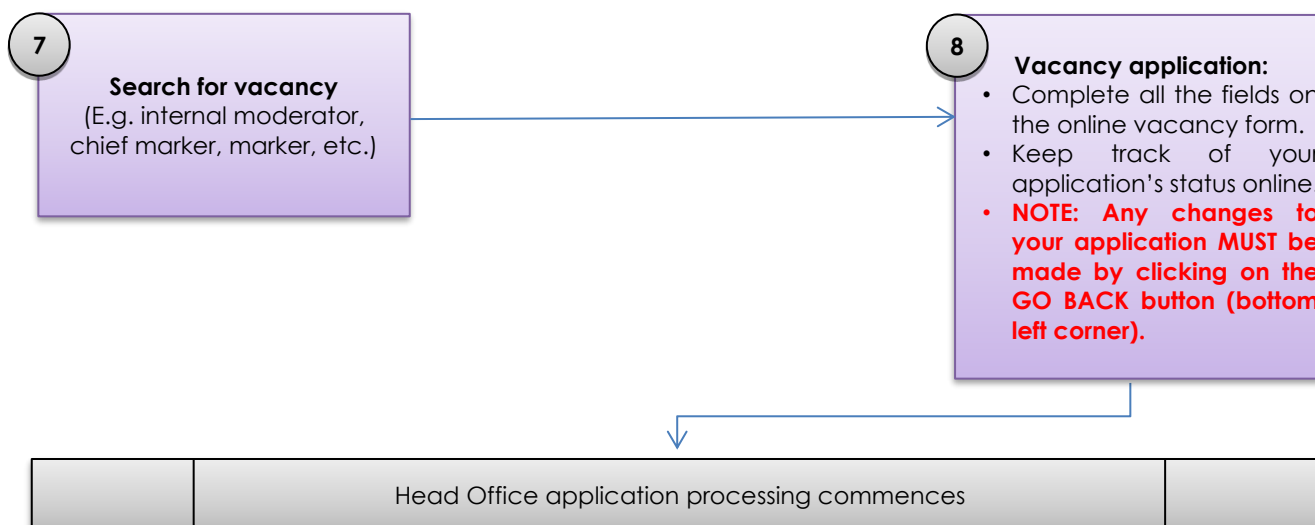 7
Search for vacancy
(E.g. internal moderator,
chief marker, marker, etc.)
8
Vacancy application:
• Complete all the fields on
the online vacancy form.
• Keep track of your
application's status online.
• NOTE: Any changes to
your application MUST be
made by clicking on the
GO BACK button (bottom
left corner).
Head Office application processing commences